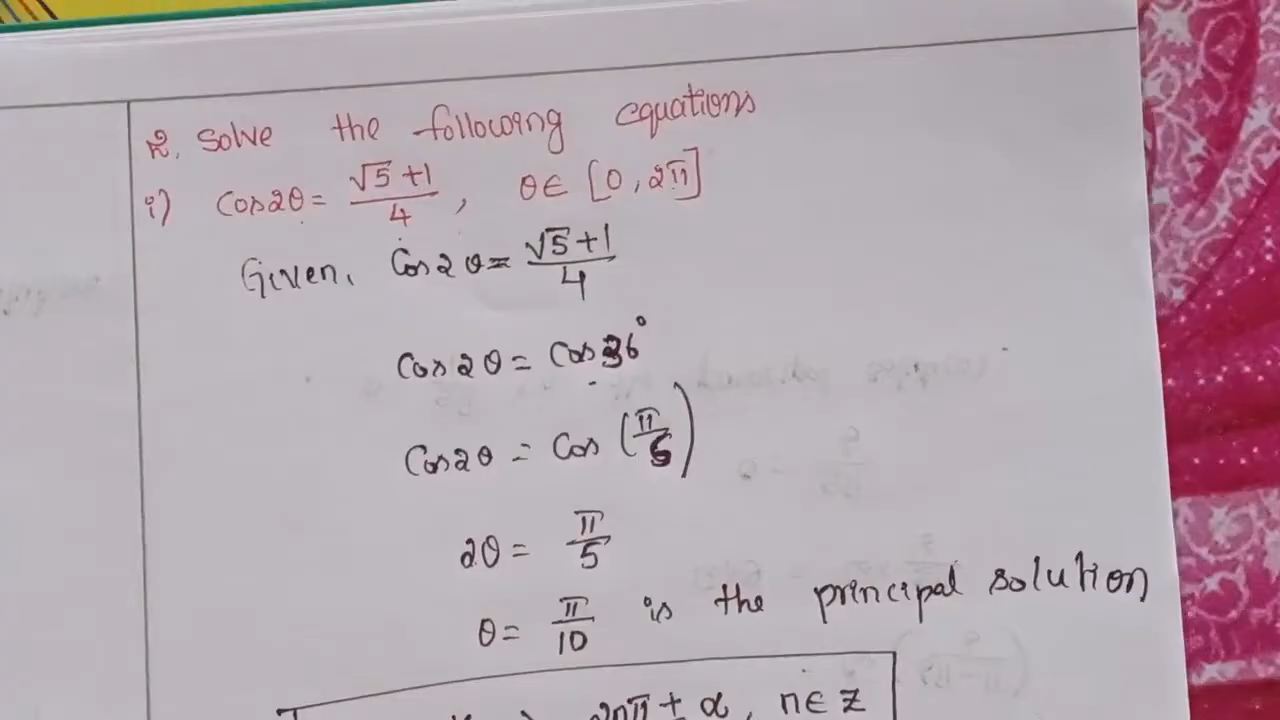 2. Solve the following equations
i) Cos2θ = √5+1/4, θ∈ [0, 2π]
Given, Cos2θ = √5+1/4
Cos2θ = Cos36°
Cos2θ = Cos (π/5)
2θ = π/5
θ = π/10 is the principal solution
2nπ ± α, n∈z